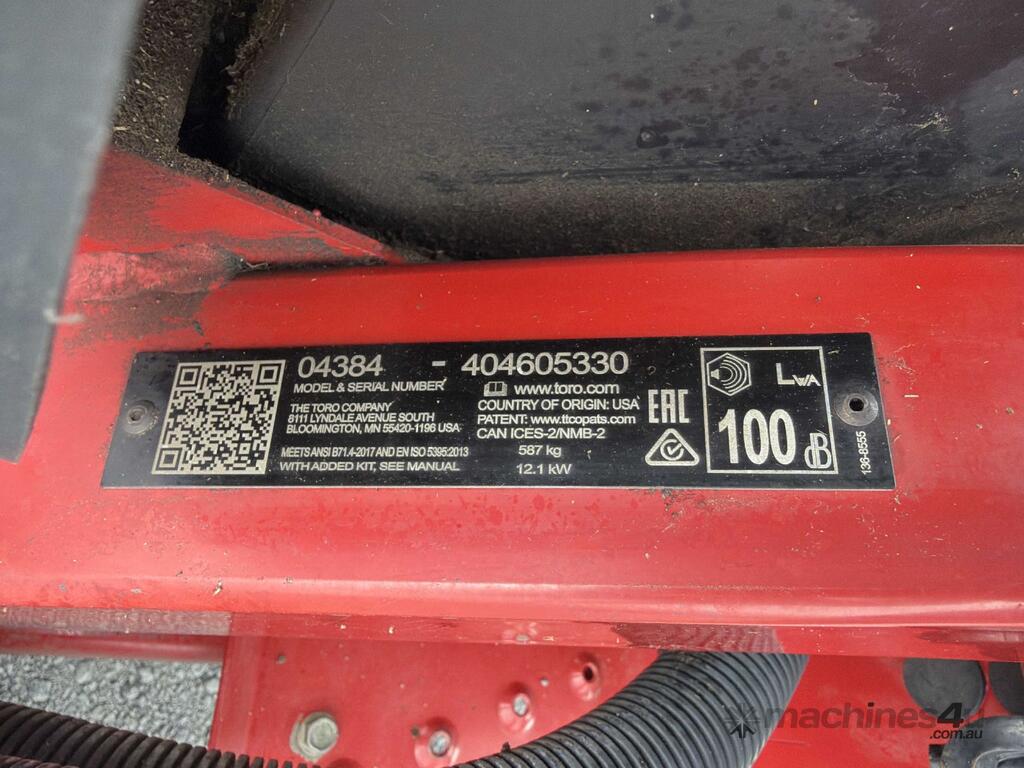 04384 - 404605330
MODEL & SERIAL NUMBER
THE TORO COMPANY
8111 LYNDALE AVENUE SOUTH
BLOOMINGTON, MN 55420-1196 USA
MEETS ANSI B71.4-2017 AND EN ISO 5395:2013
WITH ADDED KIT, SEE MANUAL
www.toro.com
COUNTRY OF ORIGIN: USA
PATENT: www.ttcopats.com
CAN ICES-2/NMB-2
587 kg
12.1 kW
EAC
LWA
100 dB
136-8555
machines4u
.com.au